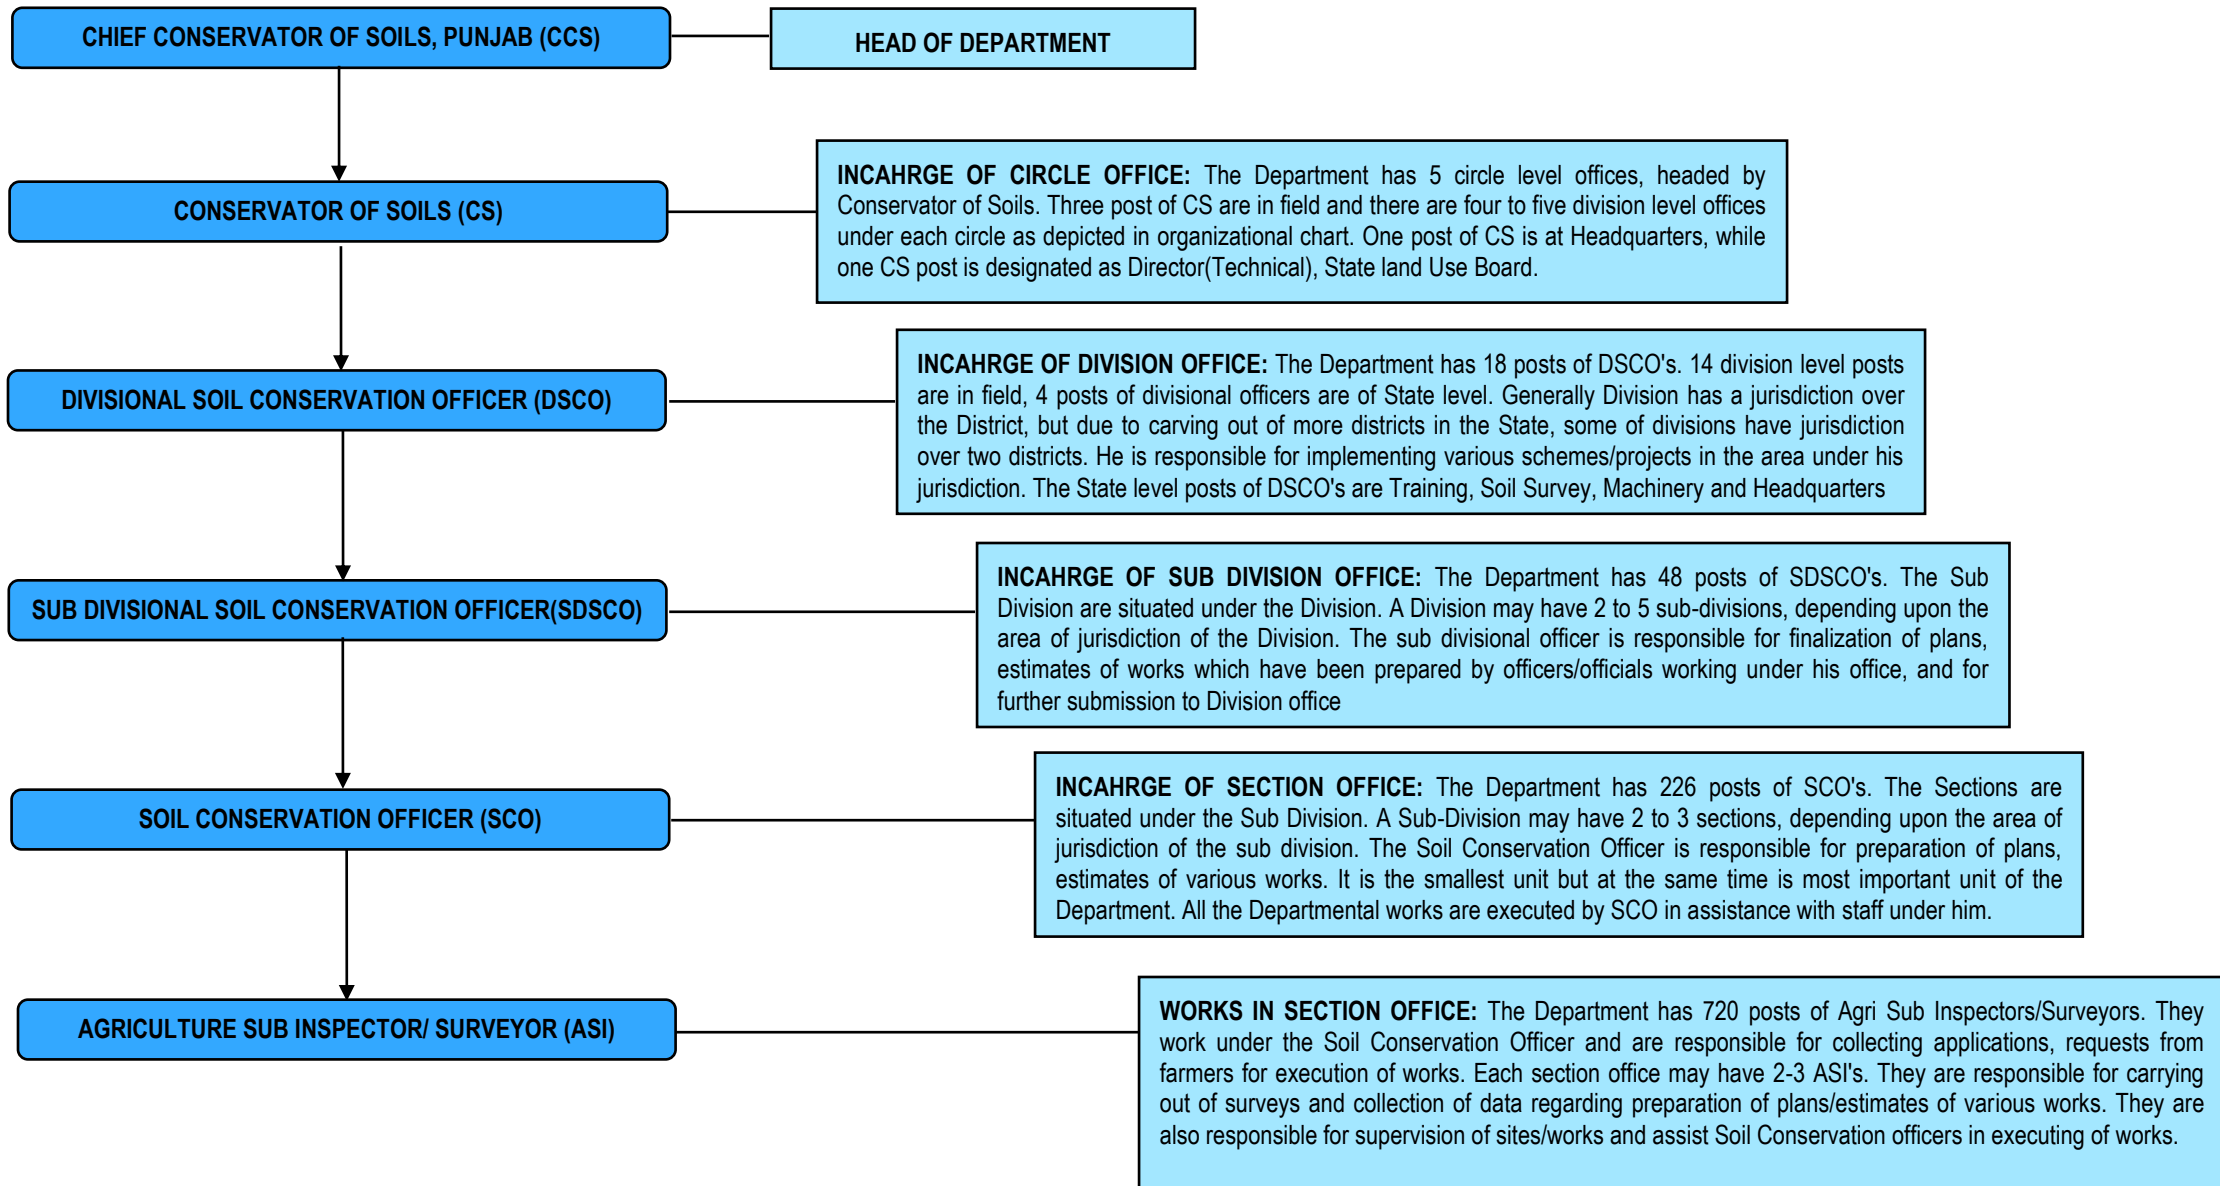 CHIEF CONSERVATOR OF SOILS, PUNJAB (CCS)
HEAD OF DEPARTMENT
CONSERVATOR OF SOILS (CS)
INCAHRGE OF CIRCLE OFFICE: The Department has 5 circle level offices, headed by
Conservator of Soils. Three post of CS are in field and there are four to five division level offices
under each circle as depicted in organizational chart. One post of CS is at Headquarters, while
one CS post is designated as Director(Technical), State land Use Board.
DIVISIONAL SOIL CONSERVATION OFFICER (DSCO)
INCAHRGE OF DIVISION OFFICE: The Department has 18 posts of DSCO's. 14 division level posts
are in field, 4 posts of divisional officers are of State level. Generally Division has a jurisdiction over
the District, but due to carving out of more districts in the State, some of divisions have jurisdiction
over two districts. He is responsible for implementing various schemes/projects in the area under his
jurisdiction. The State level posts of DSCO's are Training, Soil Survey, Machinery and Headquarters
SUB DIVISIONAL SOIL CONSERVATION OFFICER(SDSCO)
INCAHRGE OF SUB DIVISION OFFICE: The Department has 48 posts of SDSCO's. The Sub
Division are situated under the Division. A Division may have 2 to 5 sub-divisions, depending upon the
area of jurisdiction of the Division. The sub divisional officer is responsible for finalization of plans,
estimates of works which have been prepared by officers/officials working under his office, and for
further submission to Division office
SOIL CONSERVATION OFFICER (SCO)
INCAHRGE OF SECTION OFFICE: The Department has 226 posts of SCO's. The Sections are
situated under the Sub Division. A Sub-Division may have 2 to 3 sections, depending upon the area of
jurisdiction of the sub division. The Soil Conservation Officer is responsible for preparation of plans,
estimates of various works. It is the smallest unit but at the same time is most important unit of the
Department. All the Departmental works are executed by SCO in assistance with staff under him.
AGRICULTURE SUB INSPECTOR/ SURVEYOR (ASI)
WORKS IN SECTION OFFICE: The Department has 720 posts of Agri Sub Inspectors/Surveyors. They
work under the Soil Conservation Officer and are responsible for collecting applications, requests from
farmers for execution of works. Each section office may have 2-3 ASI's. They are responsible for carrying
out of surveys and collection of data regarding preparation of plans/estimates of various works. They are
also responsible for supervision of sites/works and assist Soil Conservation officers in executing of works.